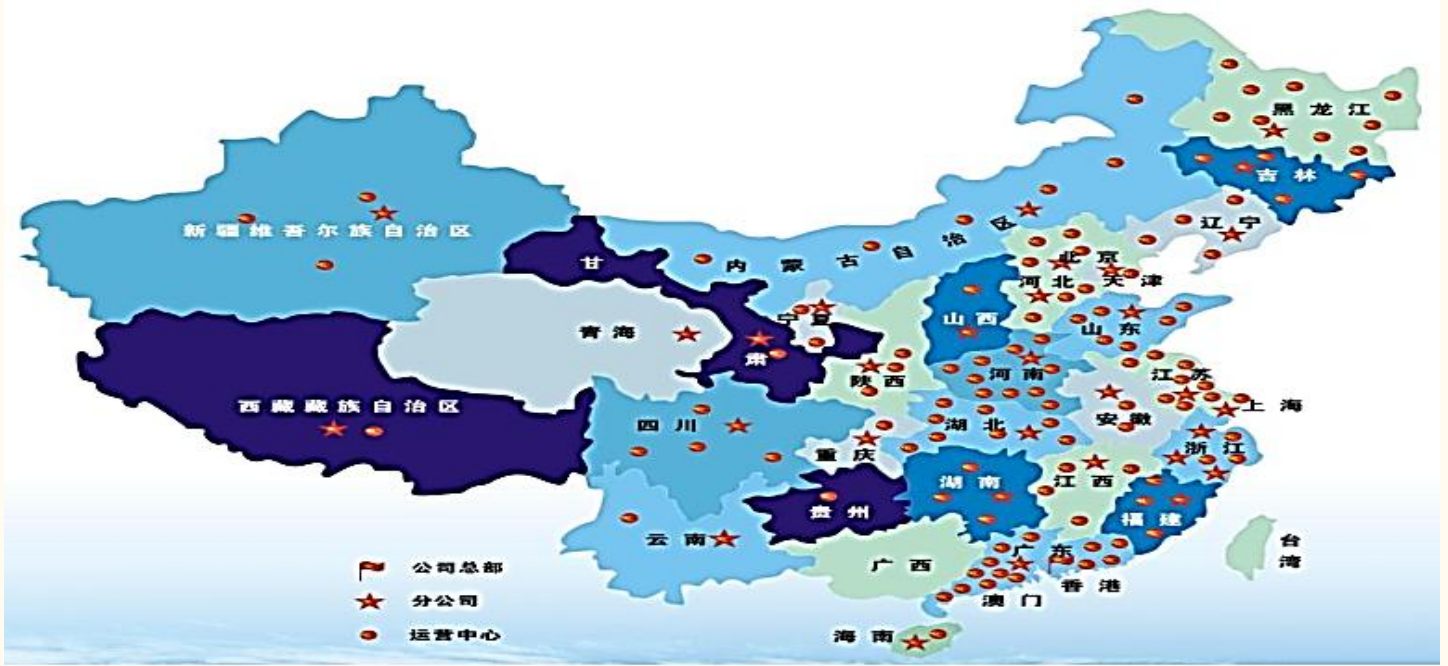 黑龙江
吉林
辽宁
新疆维吾尔族自治区
内蒙古自治区
北京
河北
天津
甘肃
宁夏
山西
山东
青海
陕西
河南
江苏
西藏藏族自治区
四川
上海
安徽
湖北
重庆
浙江
湖南
江西
贵州
福建
云南
广西
广东
台湾
香港
澳门
海南
公司总部
分公司
运营中心